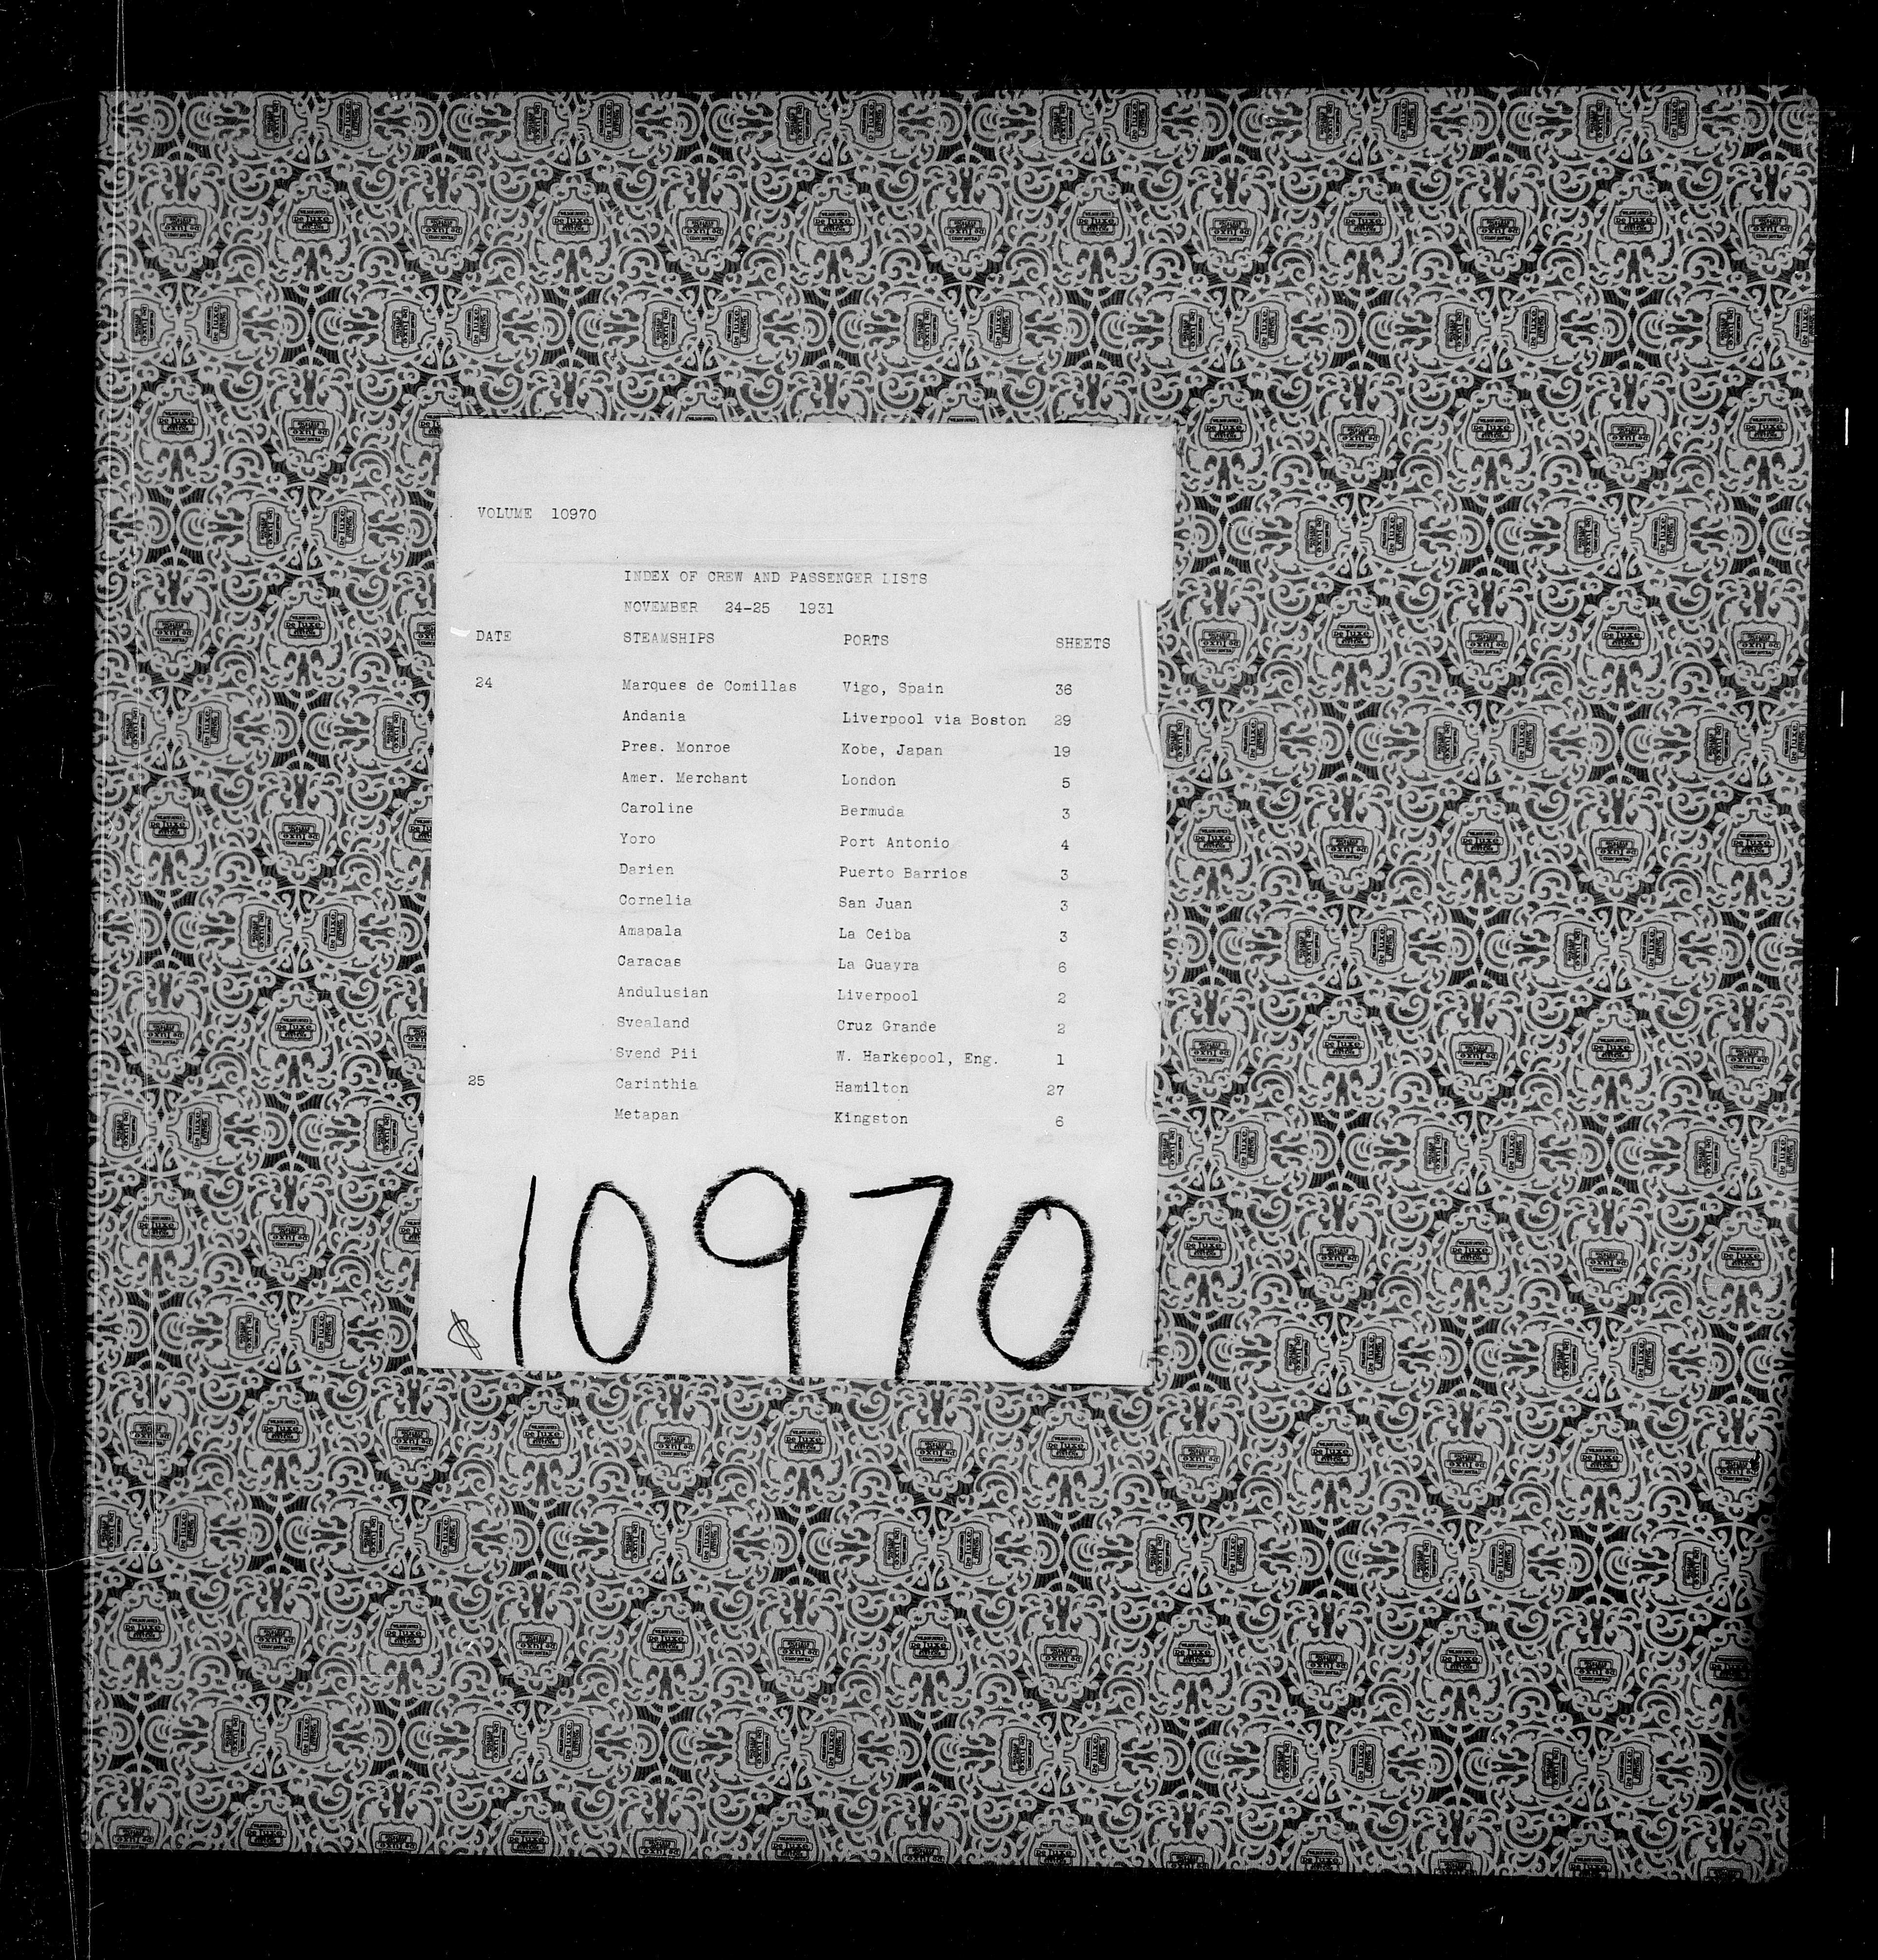 VOLUME 10970
INDEX OF CREW AND PASSENGER LISTS
NOVEMBER 24-25 1931
DATE STEAMSHIPS PORTS SHEETS
24 Marques de Comillas Vigo, Spain 36
Andania Liverpool via Boston 29
Pres. Monroe Kobe, Japan 19
Amer. Merchant London 5
Caroline Bermuda 3
Yoro Port Antonio 4
Darien Puerto Barrios 3
Cornelia San Juan 3
Amapala La Ceiba 3
Caracas La Guayra 6
Andulusian Liverpool 2
Svealand Cruz Grande 2
Svend Pii W. Harkepool, Eng. 1
25 Carinthia Hamilton 27
Metapan Kingston 6
10970